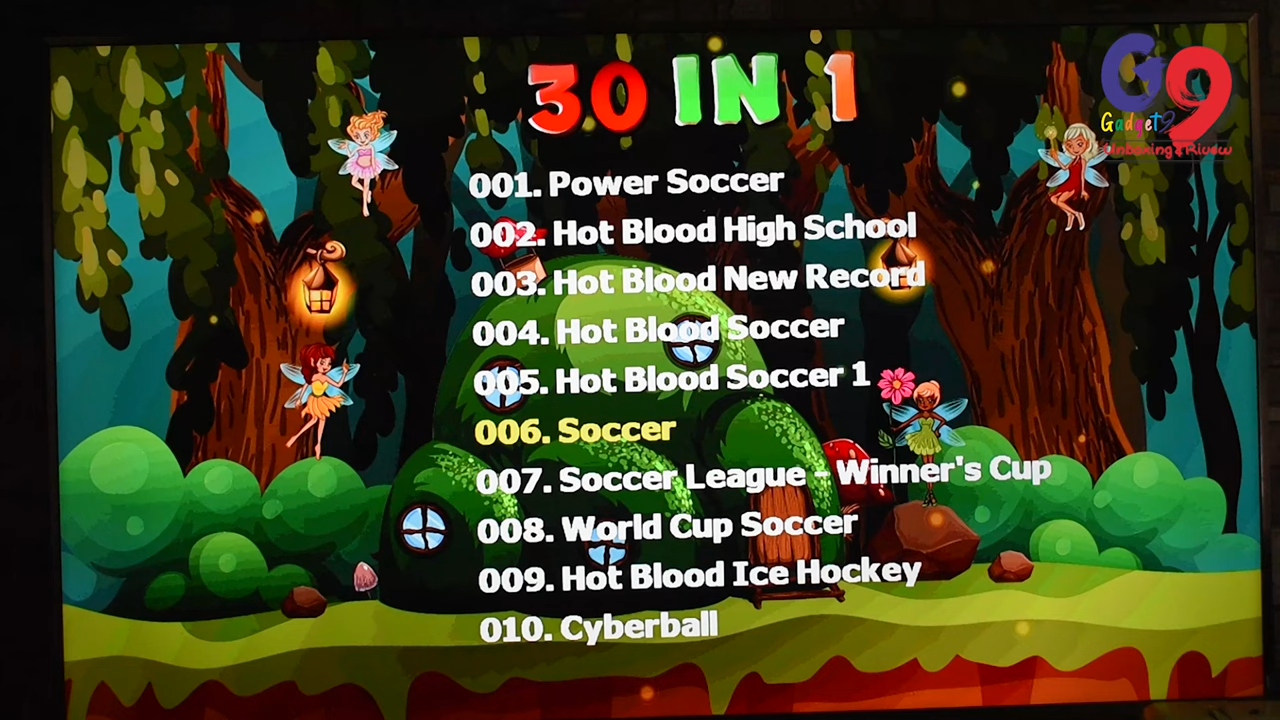 30 IN 1
G9
Gadget9
Unboxing & Rivew
001. Power Soccer
002. Hot Blood High School
003. Hot Blood New Record
004. Hot Blood Soccer
005. Hot Blood Soccer 1
006. Soccer
007. Soccer League - Winner's Cup
008. World Cup Soccer
009. Hot Blood Ice Hockey
010. Cyberball